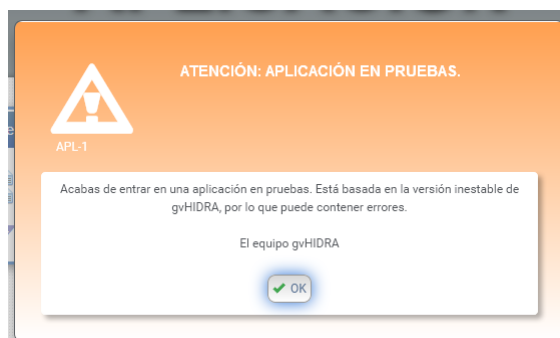 ATENCIÓN: APLICACIÓN EN PRUEBAS.
APL-1
Acabas de entrar en una aplicación en pruebas. Está basada en la versión inestable de
gvHIDRA, por lo que puede contener errores.
El equipo gvHIDRA
OK